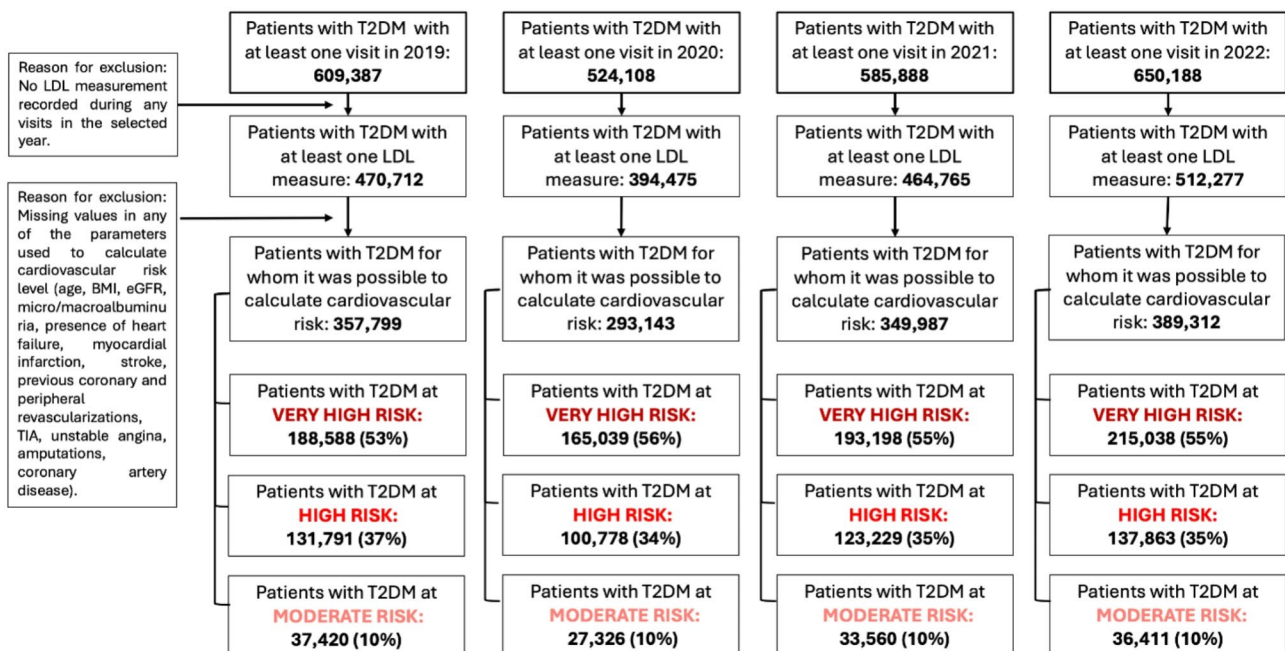 Reason for exclusion:
No LDL measurement
recorded during any
visits in the selected
year.
Reason for exclusion:
Missing values in any
of the parameters
used to calculate
cardiovascular risk
level (age, BMI, eGFR,
micro/macroalbuminu
ria, presence of heart
failure, myocardial
infarction, stroke,
previous coronary and
peripheral
revascularizations,
TIA, unstable angina,
amputations,
coronary artery
disease).
Patients with T2DM with
at least one visit in 2019:
609,387
Patients with T2DM with
at least one LDL
measure: 470,712
Patients with T2DM for
whom it was possible to
calculate cardiovascular
risk: 357,799
Patients with T2DM at
VERY HIGH RISK:
188,588 (53%)
Patients with T2DM at
HIGH RISK:
131,791 (37%)
Patients with T2DM at
MODERATE RISK:
37,420 (10%)
Patients with T2DM with
at least one visit in 2020:
524,108
Patients with T2DM with
at least one LDL
measure: 394,475
Patients with T2DM for
whom it was possible to
calculate cardiovascular
risk: 293,143
Patients with T2DM at
VERY HIGH RISK:
165,039 (56%)
Patients with T2DM at
HIGH RISK:
100,778 (34%)
Patients with T2DM at
MODERATE RISK:
27,326 (10%)
Patients with T2DM with
at least one visit in 2021:
585,888
Patients with T2DM with
at least one LDL
measure: 464,765
Patients with T2DM for
whom it was possible to
calculate cardiovascular
risk: 349,987
Patients with T2DM at
VERY HIGH RISK:
193,198 (55%)
Patients with T2DM at
HIGH RISK:
123,229 (35%)
Patients with T2DM at
MODERATE RISK:
33,560 (10%)
Patients with T2DM with
at least one visit in 2022:
650,188
Patients with T2DM with
at least one LDL
measure: 512,277
Patients with T2DM for
whom it was possible to
calculate cardiovascular
risk: 389,312
Patients with T2DM at
VERY HIGH RISK:
215,038 (55%)
Patients with T2DM at
HIGH RISK:
137,863 (35%)
Patients with T2DM at
MODERATE RISK:
36,411 (10%)